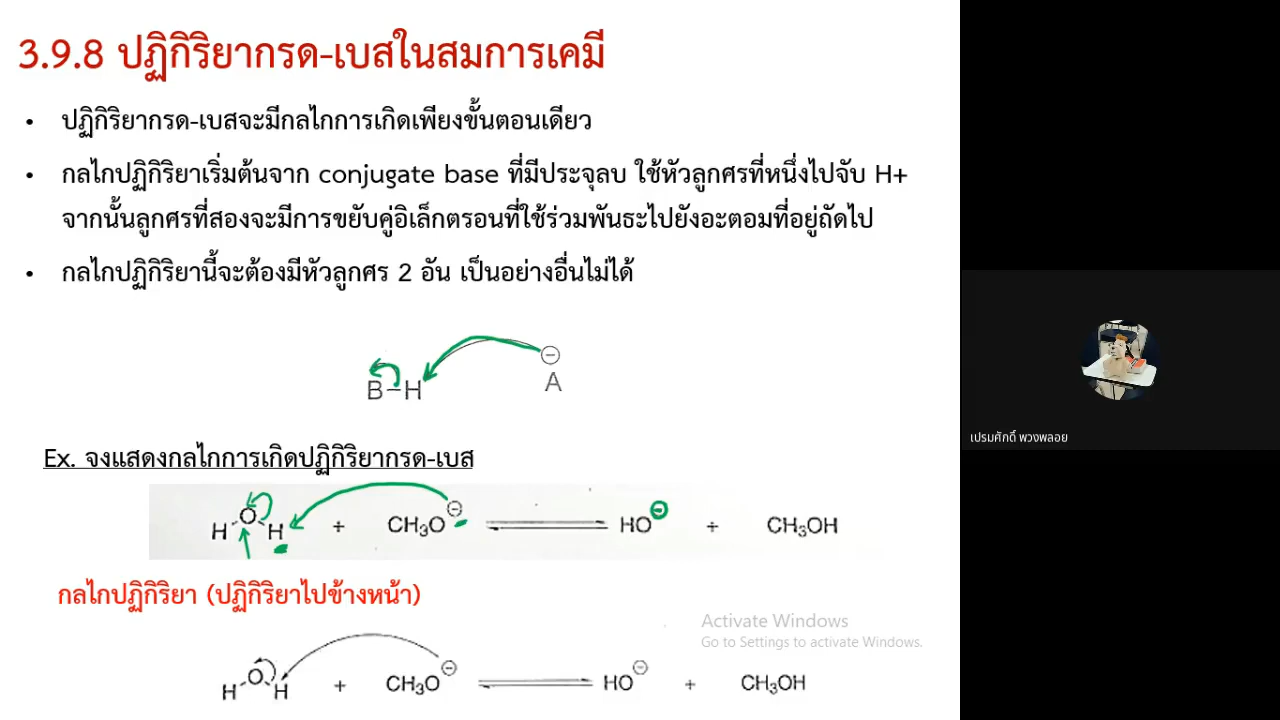 3.9.8 ปฏิกิริยากรด-เบสในสมการเคมี
• ปฏิกิริยากรด-เบสจะมีกลไกการเกิดเพียงขั้นตอนเดียว
• กลไกปฏิกิริยาเริ่มต้นจาก conjugate base ที่มีประจุลบ ใช้หัวลูกศรที่หนึ่งไปจับ H+
จากนั้นลูกศรที่สองจะมีการขยับคู่อิเล็กตรอนที่ใช้ร่วมพันธะไปยังอะตอมที่อยู่ถัดไป
• กลไกปฏิกิริยานี้จะต้องมีหัวลูกศร 2 อัน เป็นอย่างอื่นไม่ได้
B–H A⊖
เปรมศักดิ์ พวงพลอย
Ex. จงแสดงกลไกการเกิดปฏิกิริยากรด-เบส
H O H + CH₃O⊖ ⇌ HO⊖ + CH₃OH
กลไกปฏิกิริยา (ปฏิกิริยาไปข้างหน้า)
Activate Windows
Go to Settings to activate Windows.
H O H + CH₃O⊖ ⇌ HO⊖ + CH₃OH